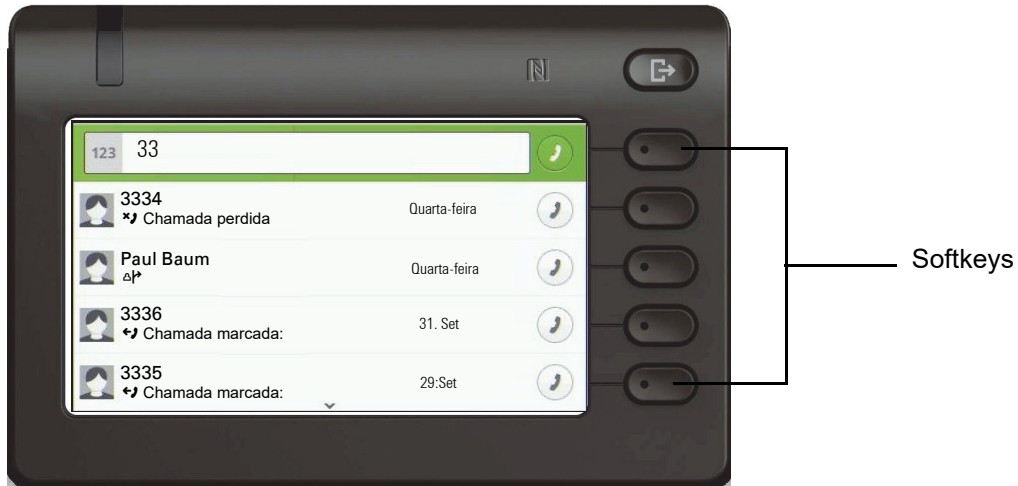 123 33
3334
Chamada perdida
Quarta-feira
Paul Baum
Quarta-feira
3336
Chamada marcada:
31. Set
3335
Chamada marcada:
29:Set
Softkeys